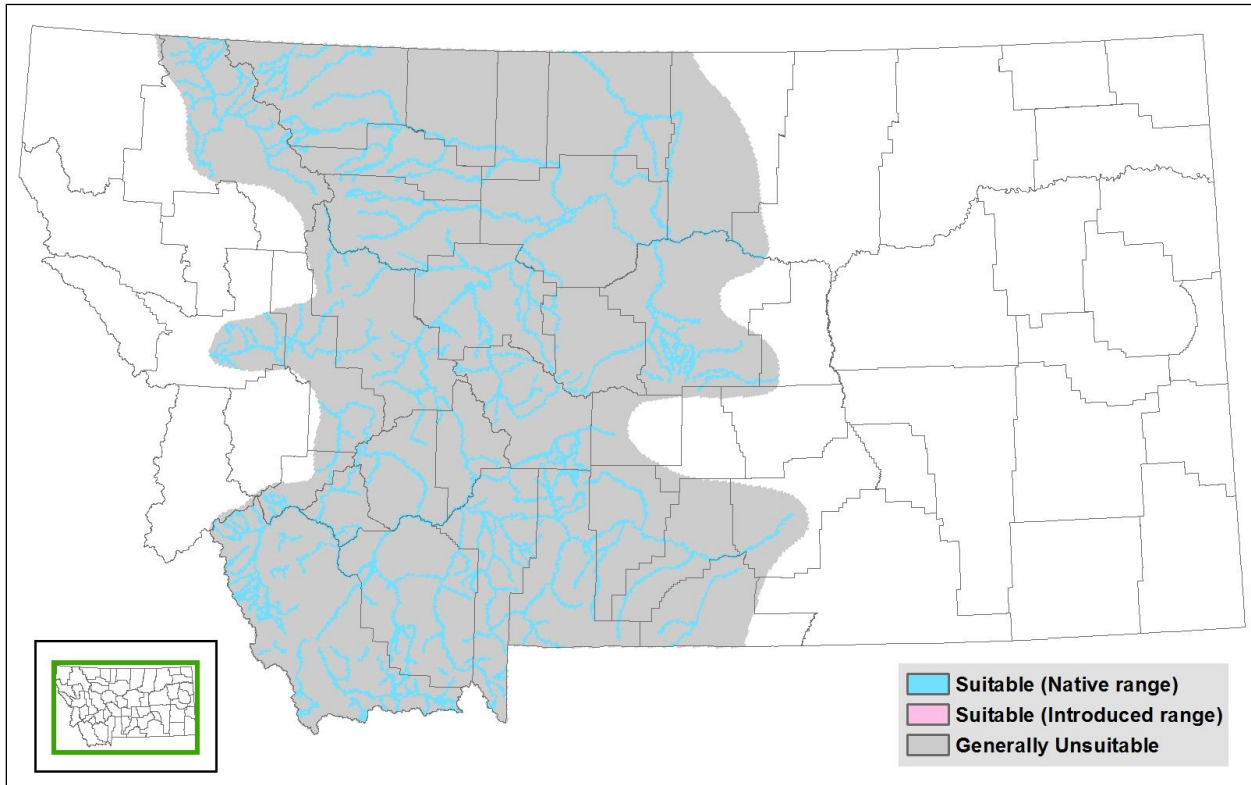 Suitable (Native range)
Suitable (Introduced range)
Generally Unsuitable